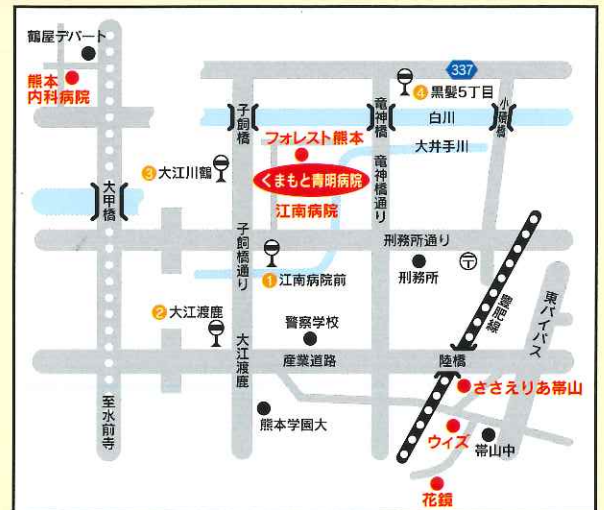 鶴屋デパート
熊本
内科病院
337
④黒髪5丁目
子飼橋
竜神橋
小磧橋
白川
フォレスト熊本
大井手川
③大江川鶴
くまもと青明病院
竜神橋通り
江南病院
大甲橋
子飼橋通り
刑務所通り
〒
①江南病院前
刑務所
②大江渡鹿
豊肥線
東バイパス
警察学校
大江渡鹿
産業道路
陸橋
ささえりあ帯山
至水前寺
熊本学園大
ウィズ
帯山中
花鏡